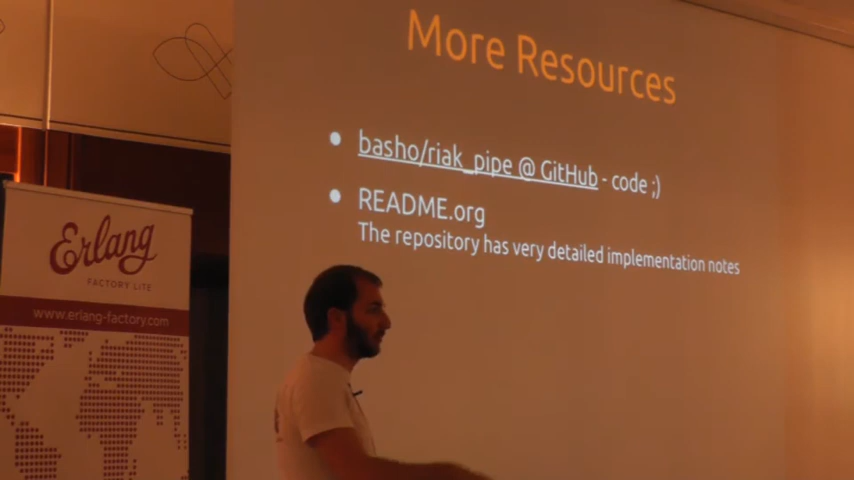 More Resources
basho/riak_pipe @ GitHub - code ;)
README.org
The repository has very detailed implementation notes
Erlang
FACTORY LITE
www.erlang-factory.com